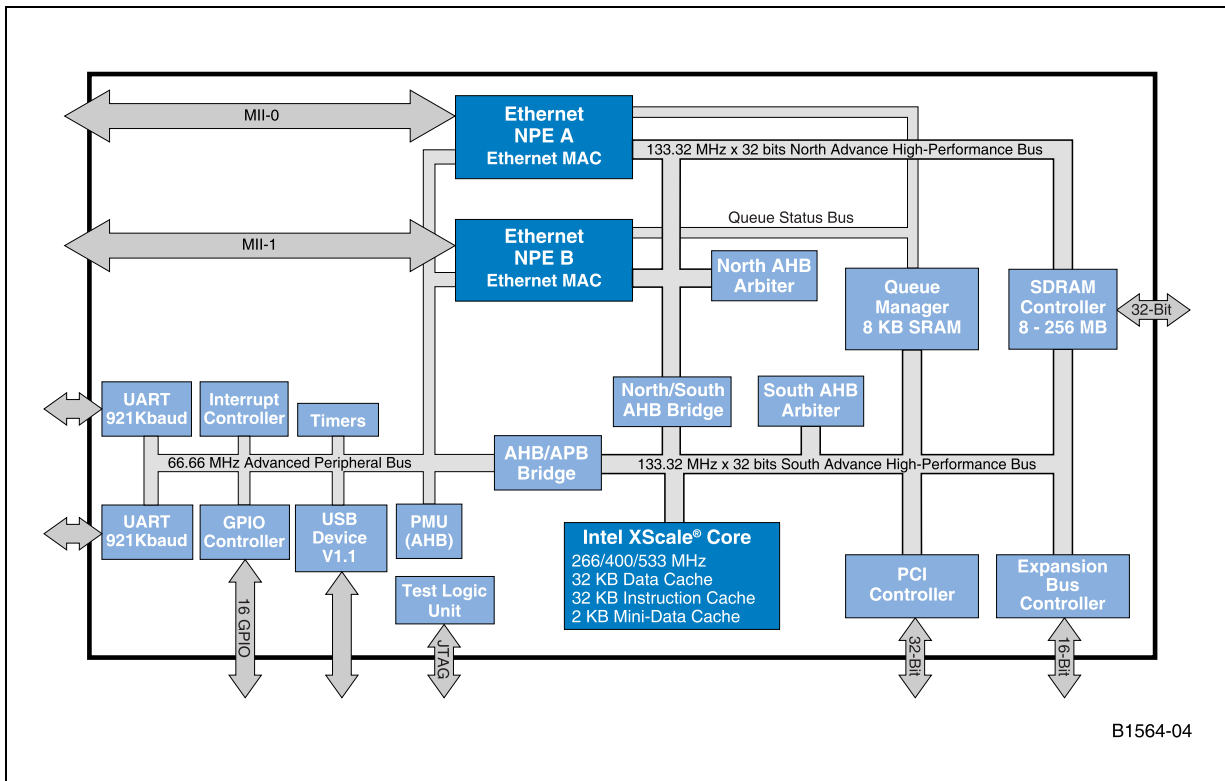 MII-0
Ethernet
NPE A
Ethernet MAC
133.32 MHz x 32 bits North Advance High-Performance Bus
Queue Status Bus
MII-1
Ethernet
NPE B
Ethernet MAC
North AHB
Arbiter
Queue
Manager
8 KB SRAM
SDRAM
Controller
8 - 256 MB
32-Bit
UART
921Kbaud
Interrupt
Controller
Timers
North/South
AHB Bridge
South AHB
Arbiter
66.66 MHz Advanced Peripheral Bus
AHB/APB
Bridge
133.32 MHz x 32 bits South Advance High-Performance Bus
UART
921Kbaud
GPIO
Controller
USB
Device
V1.1
PMU
(AHB)
Intel XScale® Core
266/400/533 MHz
32 KB Data Cache
32 KB Instruction Cache
2 KB Mini-Data Cache
PCI
Controller
Expansion
Bus
Controller
Test Logic
Unit
16 GPIO
JTAG
32-Bit
16-Bit
B1564-04